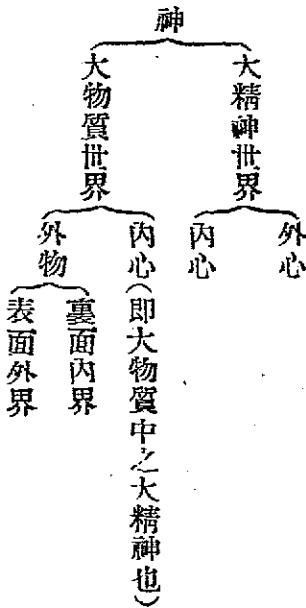 神
大精神世界
外心
內心
大物質世界
內心(即大物質中之大精神也)
外物
裏面內界
表面外界